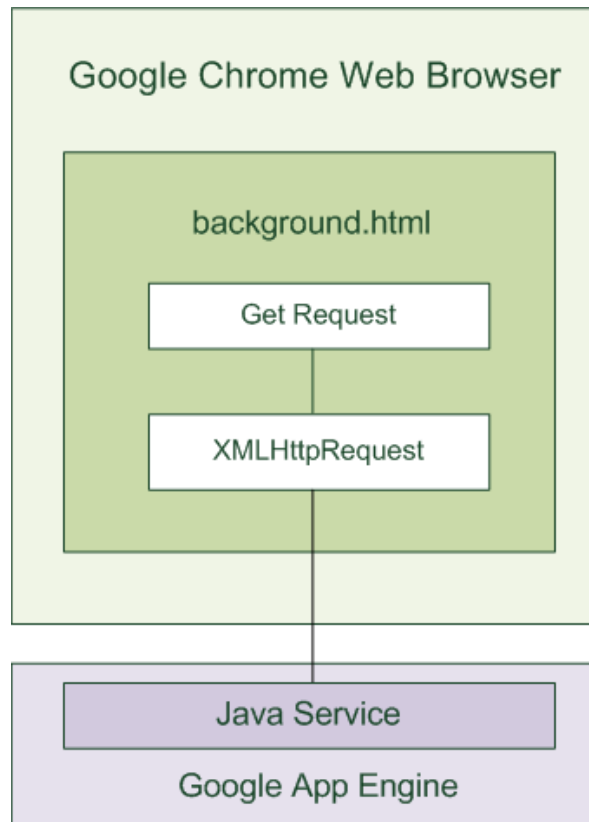 Google Chrome Web Browser
background.html
Get Request
XMLHttpRequest
Java Service
Google App Engine